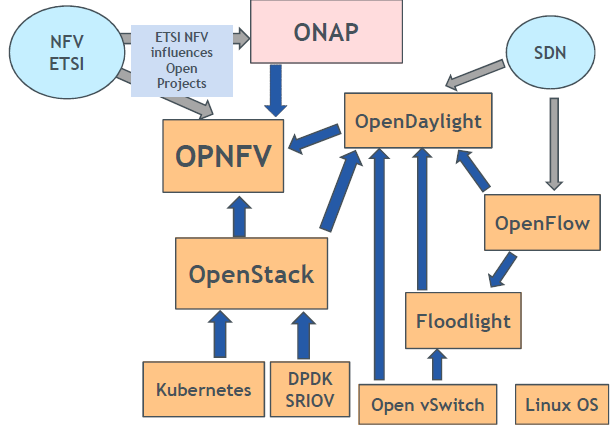 NFV
ETSI
ETSI NFV
influences
Open
Projects
ONAP
SDN
OpenDaylight
OPNFV
OpenFlow
OpenStack
Floodlight
Kubernetes
DPDK
SRIOV
Open vSwitch
Linux OS